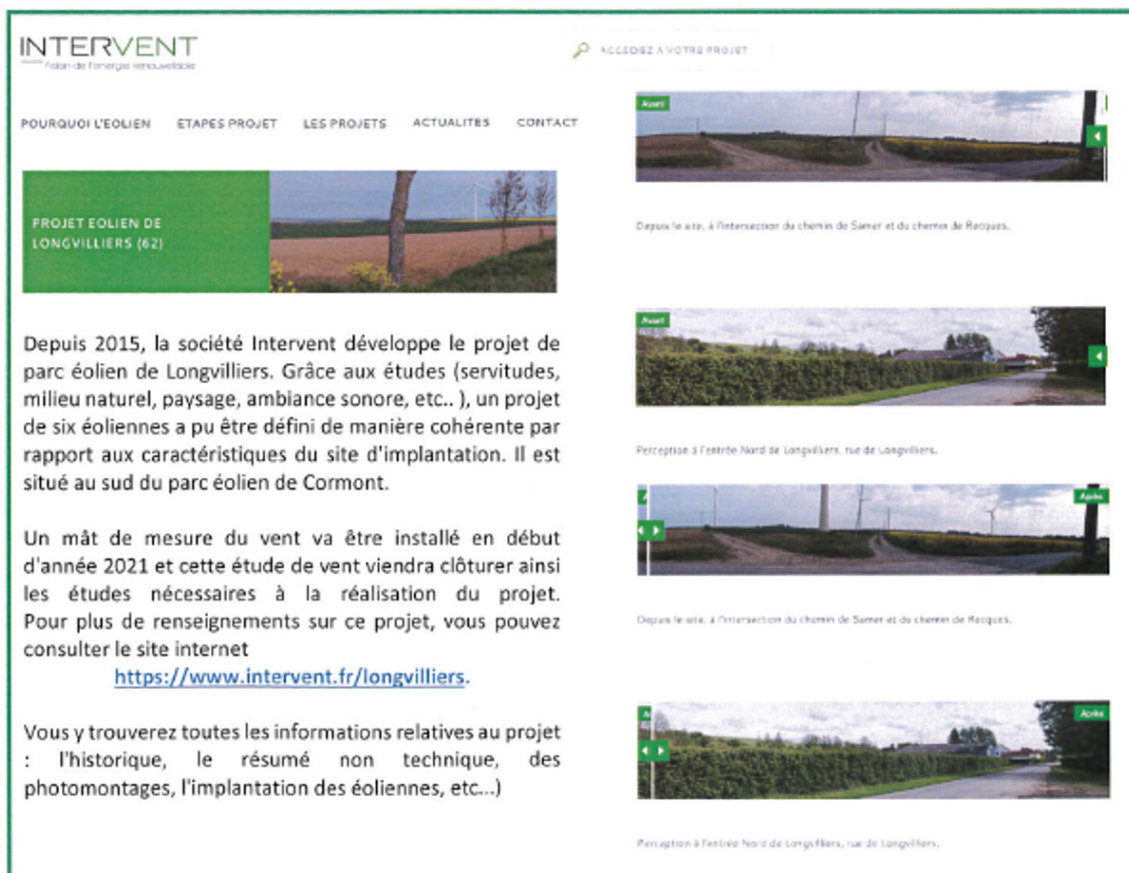 INTERVENT
l'élan de l'énergie renouvelable
ACCEDEZ A VOTRE PROJET
POURQUOI L'EOLIEN ETAPES PROJET LES PROJETS ACTUALITES CONTACT
PROJET EOLIEN DE
LONGVILLIERS (62)
Depuis 2015, la société Intervent développe le projet de
parc éolien de Longvilliers. Grâce aux études (servitudes,
milieu naturel, paysage, ambiance sonore, etc.. ), un projet
de six éoliennes a pu être défini de manière cohérente par
rapport aux caractéristiques du site d'implantation. Il est
situé au sud du parc éolien de Cormont.
Un mât de mesure du vent va être installé en début
d'année 2021 et cette étude de vent viendra clôturer ainsi
les études nécessaires à la réalisation du projet.
Pour plus de renseignements sur ce projet, vous pouvez
consulter le site internet
https://www.intervent.fr/longvilliers.
Vous y trouverez toutes les informations relatives au projet
: l'historique, le résumé non technique, des
photomontages, l'implantation des éoliennes, etc...)
Avant
Depuis le site, à l'intersection du chemin de Samer et du chemin de Recques.
Avant
Perception à l'entrée Nord de Longvilliers, rue de Longvilliers.
A
Après
Depuis le site, à l'intersection du chemin de Samer et du chemin de Recques.
A
Après
Perception à l'entrée Nord de Longvilliers, rue de Longvilliers.